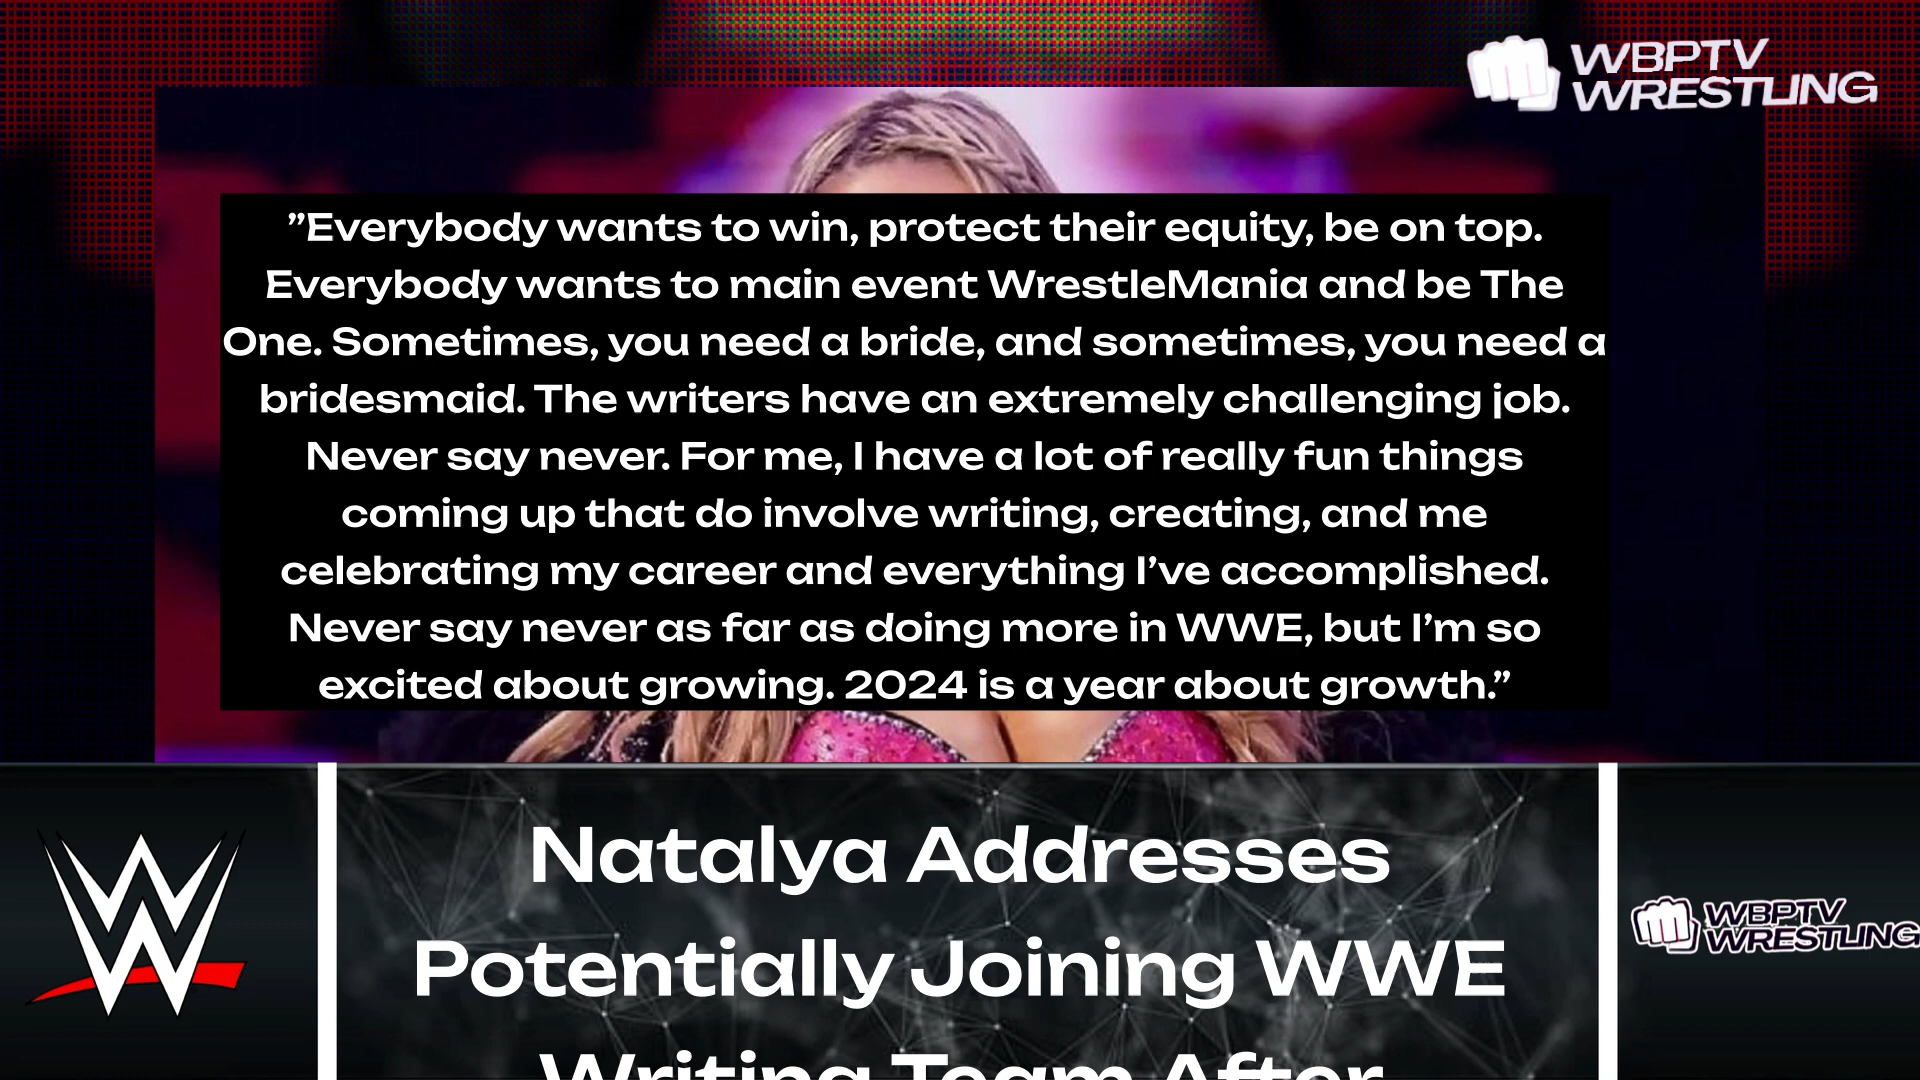 WBPTV
WRESTLING
”Everybody wants to win, protect their equity, be on top.
Everybody wants to main event WrestleMania and be The
One. Sometimes, you need a bride, and sometimes, you need a
bridesmaid. The writers have an extremely challenging job.
Never say never. For me, I have a lot of really fun things
coming up that do involve writing, creating, and me
celebrating my career and everything I’ve accomplished.
Never say never as far as doing more in WWE, but I’m so
excited about growing. 2024 is a year about growth.”
Natalya Addresses
Potentially Joining WWE
Writing Team After
W
WBPTV
WRESTLING